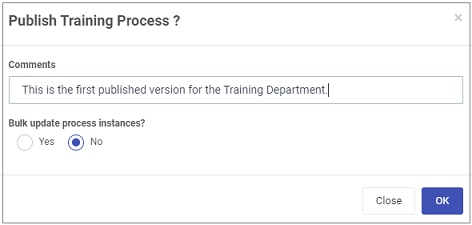 Publish Training Process ?
×
Comments
This is the first published version for the Training Department.
Bulk update process instances?
Yes No
Close OK